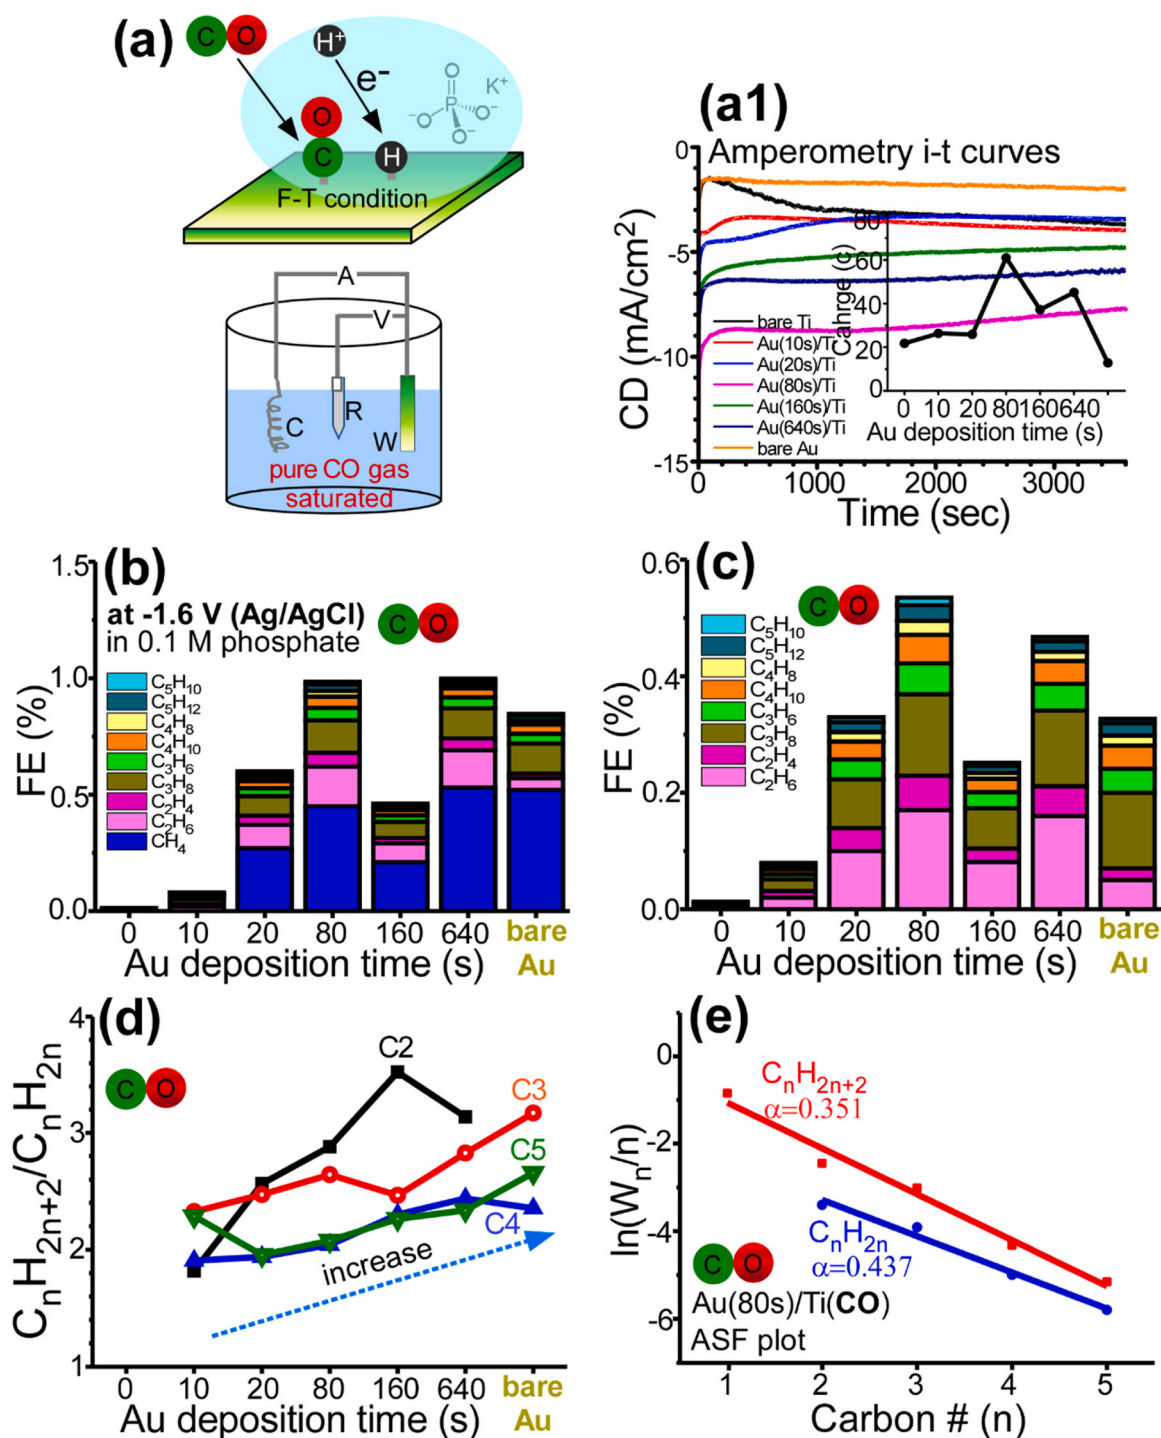 (a)
C O
H⁺
e⁻
O
P
O⁻
⁻O
O⁻
K⁺
O
C
H
F-T condition
A
V
C
R
W
pure CO gas
saturated
(a1)
Amperometry i-t curves
CD (mA/cm²)
0
-5
-10
-15
bare Ti
Au(10s)/Ti
Au(20s)/Ti
Au(80s)/Ti
Au(160s)/Ti
Au(640s)/Ti
bare Au
Cahrge (c)
80
60
40
20
0
0 10 20 80 160 640
Au deposition time (s)
0 1000 2000 3000
Time (sec)
(b)
at -1.6 V (Ag/AgCl)
in 0.1 M phosphate
C O
FE (%)
1.5
1.0
0.5
0.0
C₅H₁₀
C₅H₁₂
C₄H₈
C₄H₁₀
C₃H₆
C₃H₈
C₂H₄
C₂H₆
CH₄
0 10 20 80 160 640 bare
Au deposition time (s) Au
(c)
C O
FE (%)
0.6
0.4
0.2
0.0
C₅H₁₀
C₅H₁₂
C₄H₈
C₄H₁₀
C₃H₆
C₃H₈
C₂H₄
C₂H₆
0 10 20 80 160 640 bare
Au deposition time (s) Au
(d)
C O
CₙH₂ₙ₊₂/CₙH₂ₙ
4
3
2
1
C2
C3
C5
C4
increase
0 10 20 80 160 640 bare
Au deposition time (s) Au
(e)
ln(Wₙ/n)
0
-2
-4
-6
CₙH₂ₙ₊₂
α=0.351
CₙH₂ₙ
α=0.437
C O
Au(80s)/Ti(CO)
ASF plot
1 2 3 4 5
Carbon # (n)